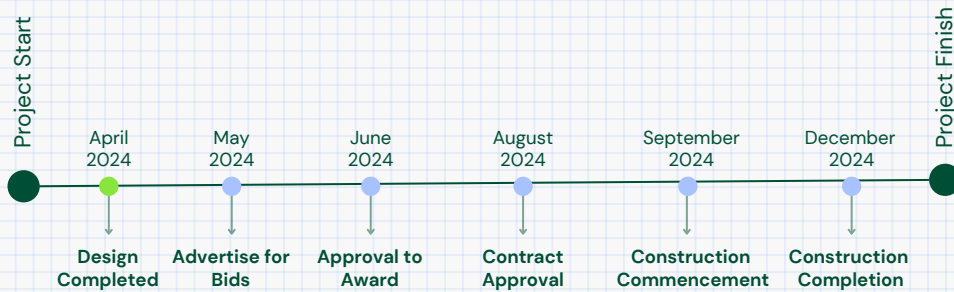 Project Start
Project Finish
April
2024
May
2024
June
2024
August
2024
September
2024
December
2024
Design
Completed
Advertise for
Bids
Approval to
Award
Contract
Approval
Construction
Commencement
Construction
Completion